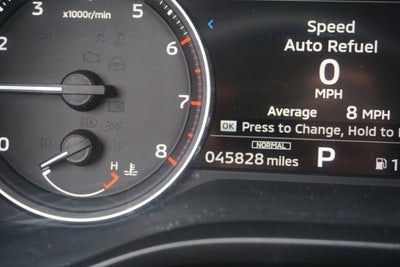 3 x1000r/min 5
2 6
7
0 8
H
Speed
Auto Refuel
0
MPH
Average 8 MPH
OK Press to Change, Hold to
NORMAL
045828 miles P 1